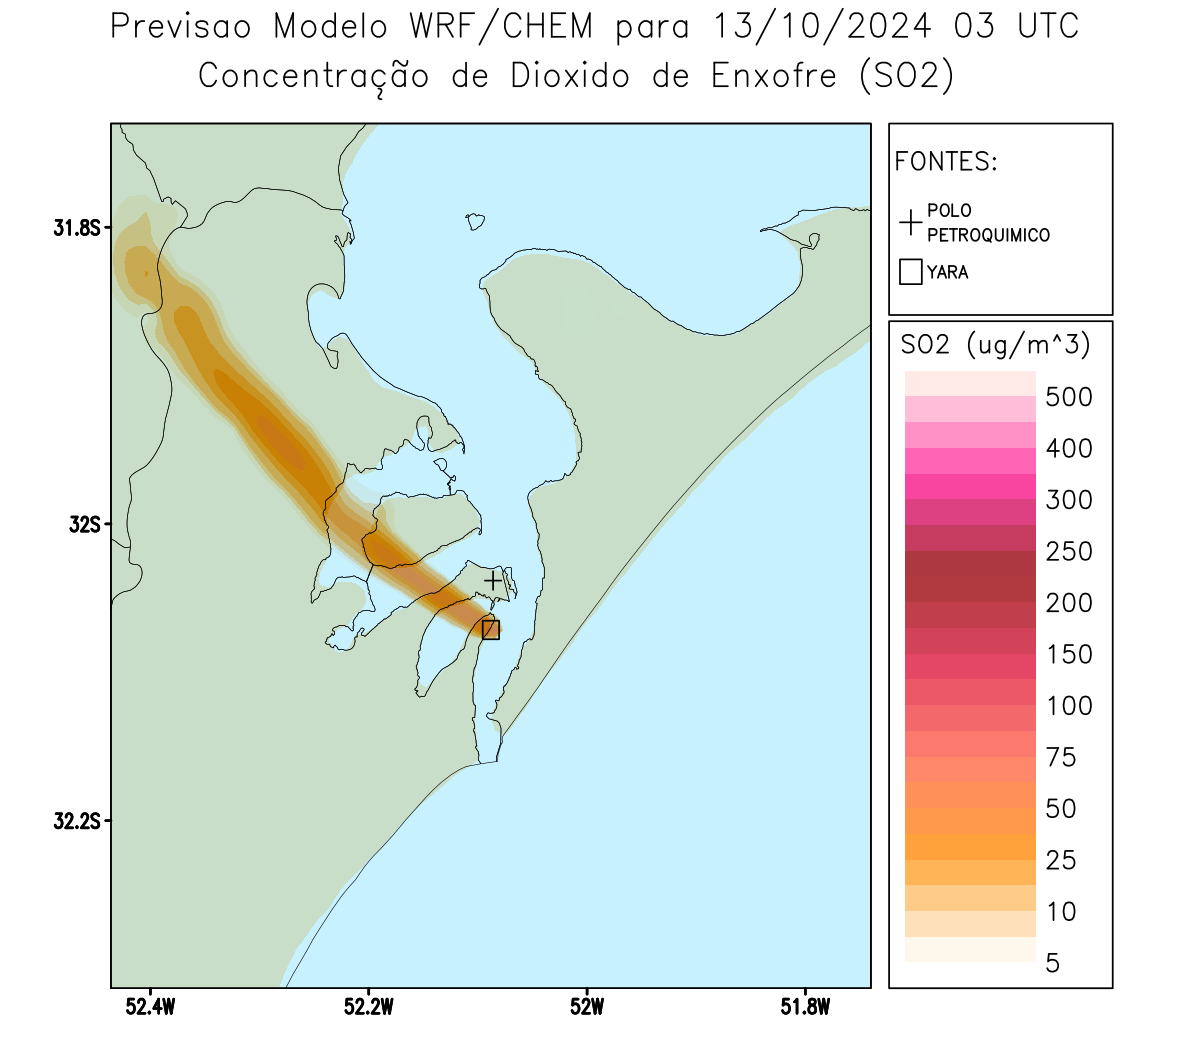 Previsao Modelo WRF/CHEM para 13/10/2024 03 UTC
Concentração de Dioxido de Enxofre (SO2)
FONTES:
POLO
PETROQUIMICO
YARA
SO2 (ug/m^3)
500
400
300
250
200
150
100
75
50
25
10
5
31.8S
32S
32.2S
52.4W
52.2W
52W
51.8W